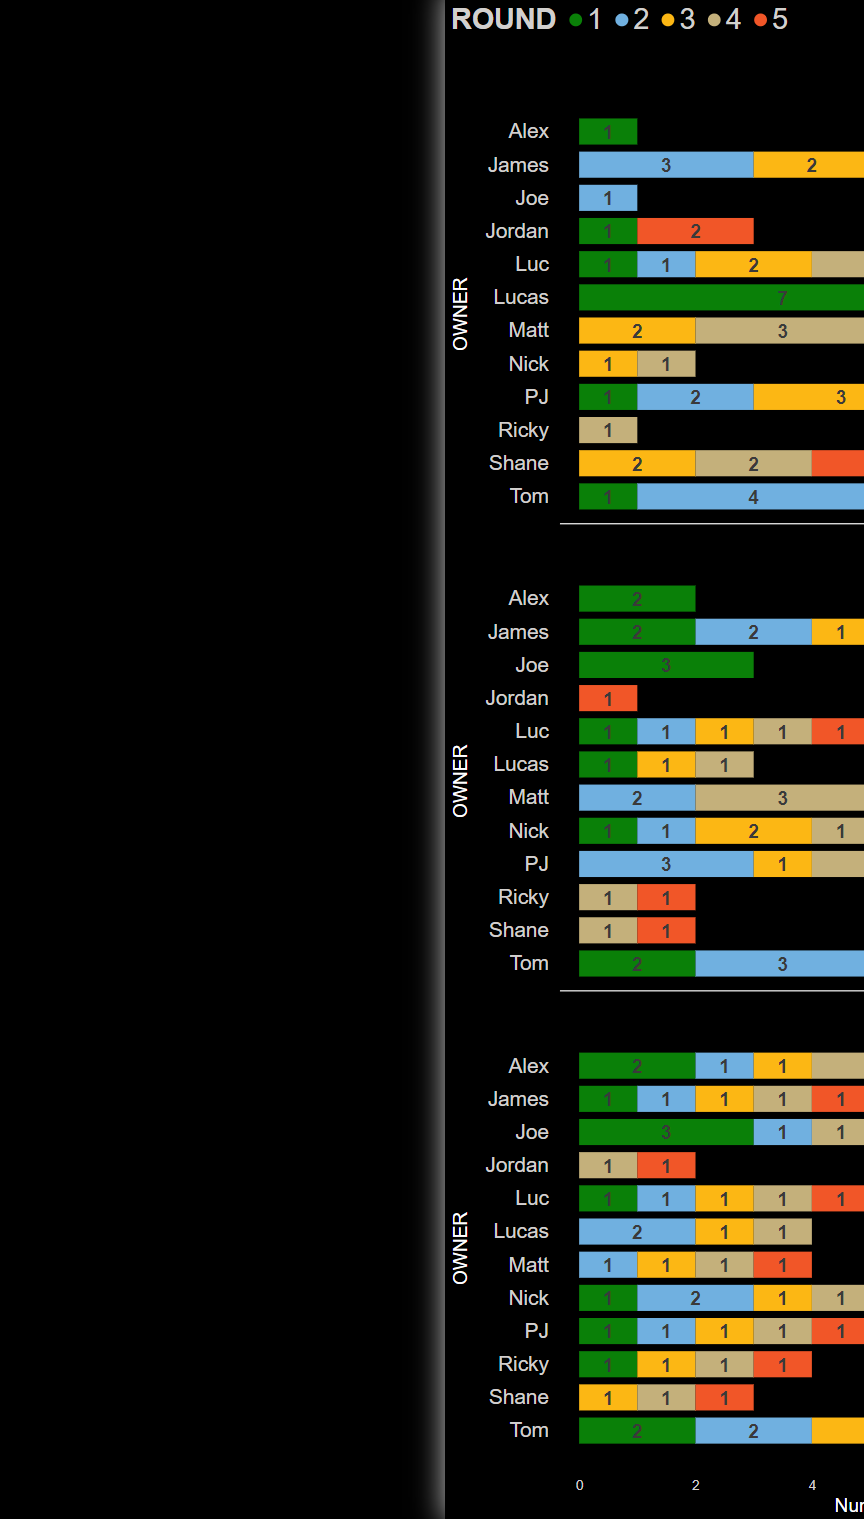 ROUND 1 2 3 4 5
Alex 1
James 3 2
Joe 1
Jordan 1 2
Luc 1 1 2
Lucas 7
Matt 2 3
Nick 1 1
PJ 1 2 3
Ricky 1
Shane 2 2
Tom 1 4
OWNER
Alex 2
James 2 2 1
Joe 3
Jordan 1
Luc 1 1 1 1 1
Lucas 1 1 1
Matt 2 3
Nick 1 1 2 1
PJ 3 1
Ricky 1 1
Shane 1 1
Tom 2 3
OWNER
Alex 2 1 1
James 1 1 1 1 1
Joe 3 1 1
Jordan 1 1
Luc 1 1 1 1 1
Lucas 2 1 1
Matt 1 1 1 1
Nick 1 2 1 1
PJ 1 1 1 1 1
Ricky 1 1 1 1
Shane 1 1 1
Tom 2 2
OWNER
0 2 4